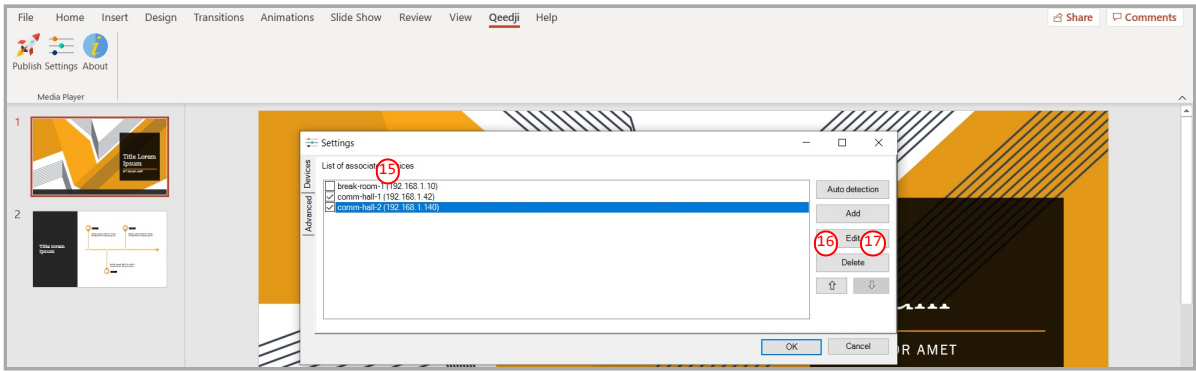 File Home Insert Design Transitions Animations Slide Show Review View Qeedji Help Share Comments
Publish Settings About
Media Player
1
Title Lorem
Ipsum
2
Title lorem
Ipsum
Settings
Devices
Advanced
List of associated devices
15
break-room-1 (192.168.1.10)
comm-hall-1 (192.168.1.42)
comm-hall-2 (192.168.1.140)
Auto detection
Add
16 Edit 17
Delete
OK Cancel
OR AMET